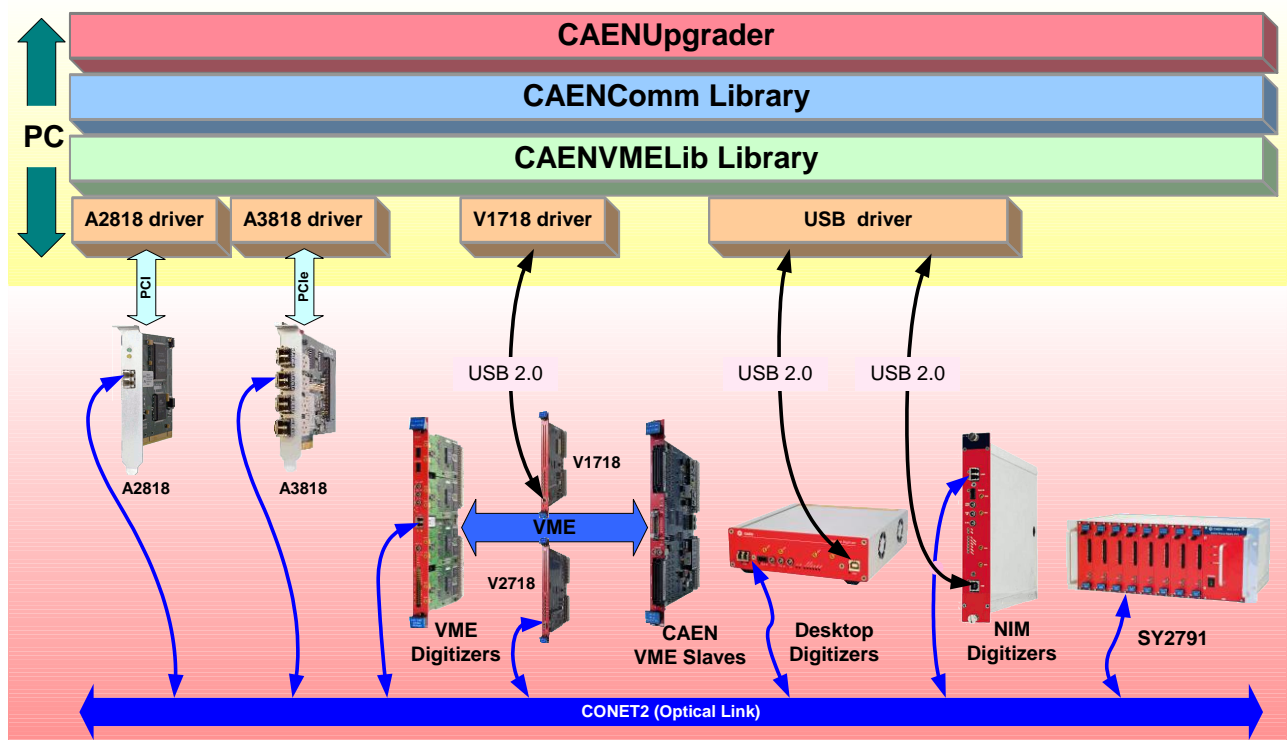 CAENUpgrader
CAENComm Library
PC
CAENVMELib Library
A2818 driver
A3818 driver
V1718 driver
USB driver
PCI
PCIe
USB 2.0
USB 2.0
USB 2.0
A2818
A3818
V1718
VME
V2718
VME
Digitizers
CAEN
VME Slaves
Desktop
Digitizers
NIM
Digitizers
SY2791
CONET2 (Optical Link)